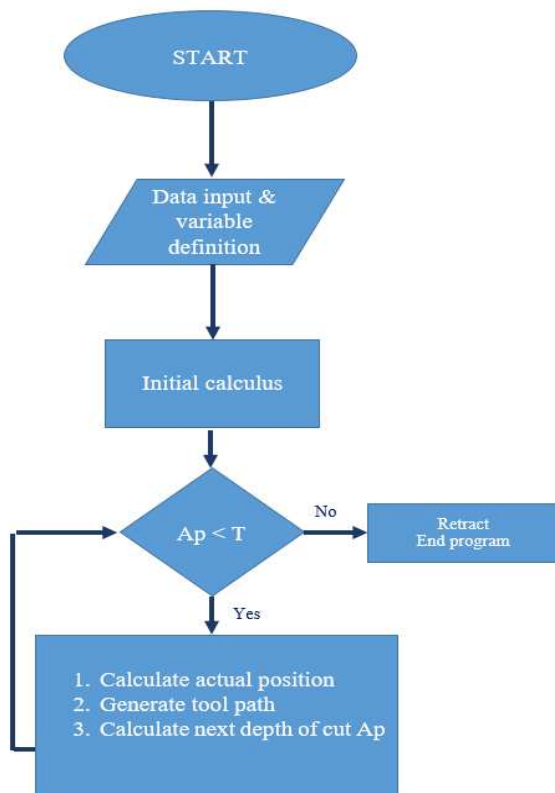 START
Data input &
variable
definition
Initial calculus
Ap < T
No
Retract
End program
Yes
1. Calculate actual position
2. Generate tool path
3. Calculate next depth of cut Ap